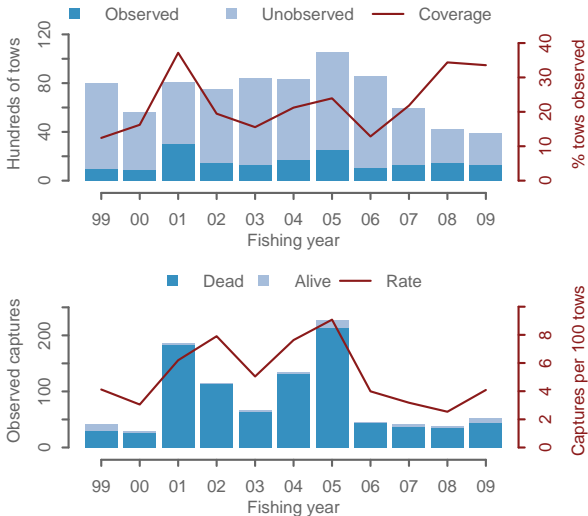 Observed Unobserved Coverage
Hundreds of tows
0 40 80 120
% tows observed
0 10 20 30 40
99 00 01 02 03 04 05 06 07 08 09
Fishing year
Dead Alive Rate
Observed captures
0 100 200
Captures per 100 tows
0 2 4 6 8
99 00 01 02 03 04 05 06 07 08 09
Fishing year